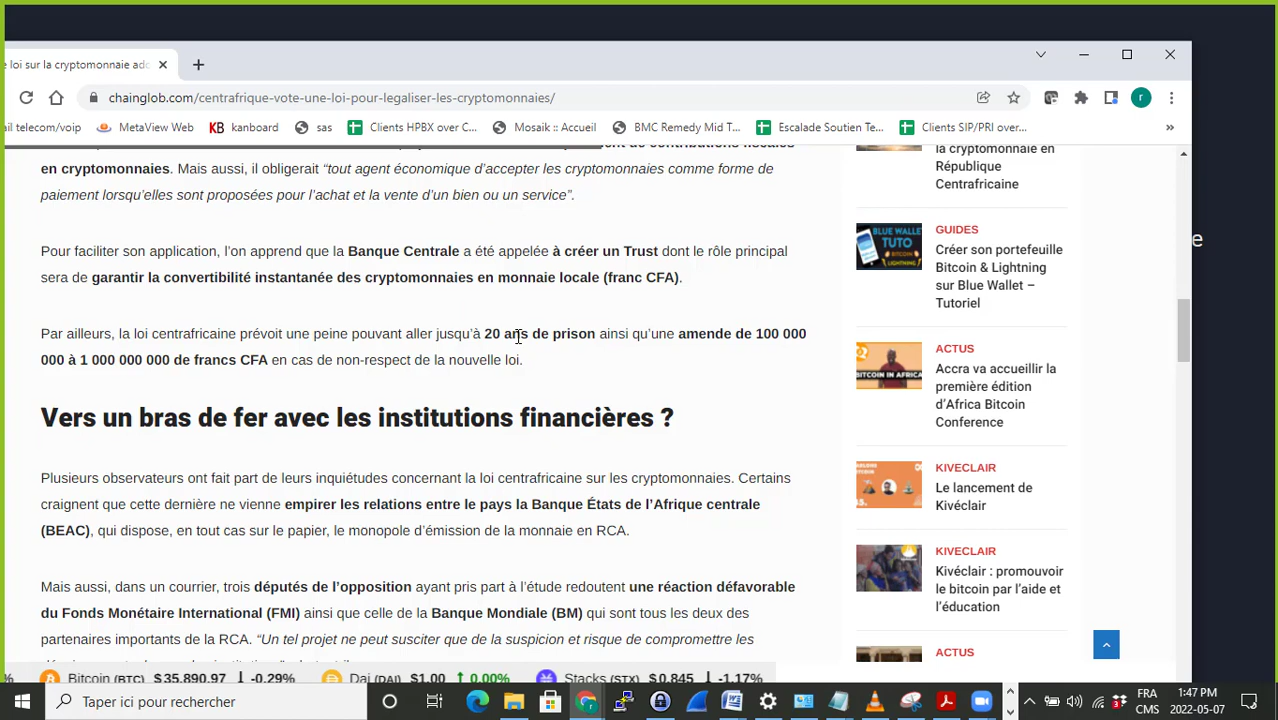 e loi sur la cryptomonnaie ado
chainglob.com/centrafrique-vote-une-loi-pour-legaliser-les-cryptomonnaies/
r
ail telecom/voip
MetaView Web
KB kanboard
sas
Clients HPBX over C...
Mosaik :: Accueil
BMC Remedy Mid T...
Escalade Soutien Te...
Clients SIP/PRI over...
»
en cryptomonnaies. Mais aussi, il obligerait “tout agent économique d’accepter les cryptomonnaies comme forme de
paiement lorsqu’elles sont proposées pour l’achat et la vente d’un bien ou un service”.
Pour faciliter son application, l’on apprend que la Banque Centrale a été appelée à créer un Trust dont le rôle principal
sera de garantir la convertibilité instantanée des cryptomonnaies en monnaie locale (franc CFA).
Par ailleurs, la loi centrafricaine prévoit une peine pouvant aller jusqu’à 20 ans de prison ainsi qu’une amende de 100 000
000 à 1 000 000 000 de francs CFA en cas de non-respect de la nouvelle loi.
Vers un bras de fer avec les institutions financières ?
Plusieurs observateurs ont fait part de leurs inquiétudes concernant la loi centrafricaine sur les cryptomonnaies. Certains
craignent que cette dernière ne vienne empirer les relations entre le pays la Banque États de l’Afrique centrale
(BEAC), qui dispose, en tout cas sur le papier, le monopole d’émission de la monnaie en RCA.
Mais aussi, dans un courrier, trois députés de l’opposition ayant pris part à l’étude redoutent une réaction défavorable
du Fonds Monétaire International (FMI) ainsi que celle de la Banque Mondiale (BM) qui sont tous les deux des
partenaires importants de la RCA. “Un tel projet ne peut susciter que de la suspicion et risque de compromettre les
la cryptomonnaie en
République
Centrafricaine
BLUE WALLET
TUTO
LIGHTNING
GUIDES
Créer son portefeuille
Bitcoin & Lightning
sur Blue Wallet –
Tutoriel
BITCOIN IN AFRICA
ACTUS
Accra va accueillir la
première édition
d’Africa Bitcoin
Conference
KIVECLAIR
Le lancement de
Kivéclair
KIVECLAIR
Kivéclair : promouvoir
le bitcoin par l’aide et
l’éducation
ACTUS
e
%
Bitcoin (BTC) $35,890.97 -0.29%
Dai (DAI) $1.00 0.00%
Stacks (STX) $0.845 -1.17%
Taper ici pour rechercher
FRA
CMS
1:47 PM
2022-05-07